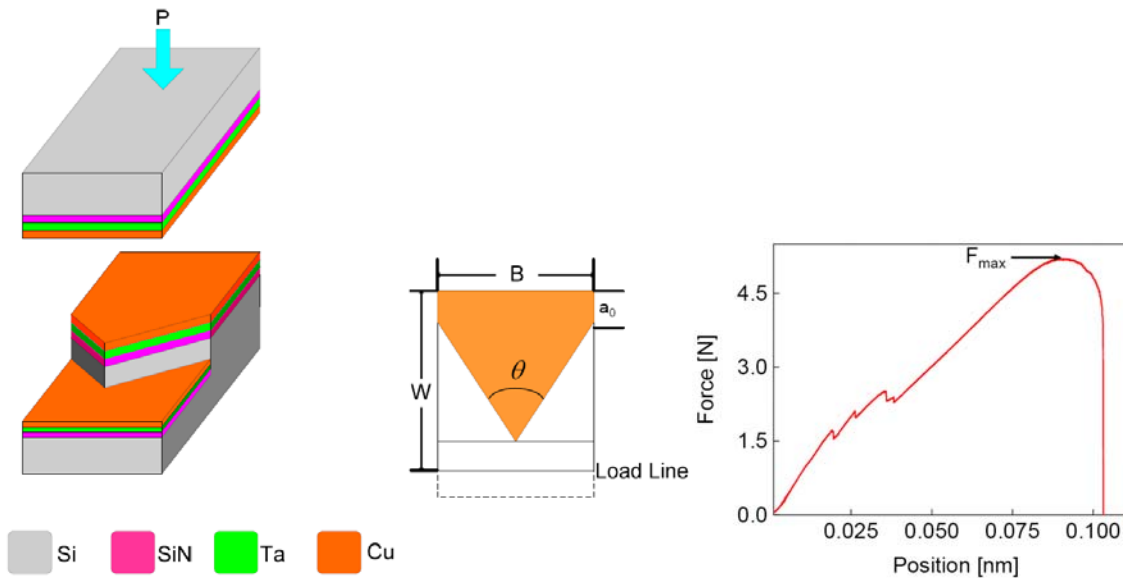 P
B
a₀
θ
W
Load Line
Si
SiN
Ta
Cu
Fmax
Force [N]
4.5
3.0
1.5
0.0
0.025
0.050
0.075
0.100
Position [nm]